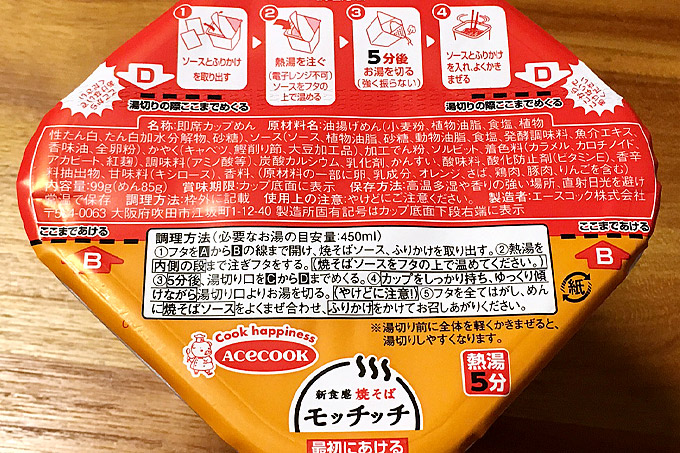 1 2 3 4
ソースとふりかけ
を取り出す
熱湯を注ぐ
(電子レンジ不可)
ソースをフタの
上で温める
5分後
お湯を切る
(強く振らない)
ソースとふりかけ
を入れ、よくかき
まぜる
D
D
湯切りの際ここまでめくる
湯切りの際ここまでめくる
名称:即席カップめん 原材料名:油揚げめん(小麦粉、植物油脂、食塩、植物
性たん白、たん白加水分解物、砂糖)、ソース(ソース、植物油脂、砂糖、動物油脂、食塩、発酵調味料、魚介エキス、
香味油、全卵粉)、かやく(キャベツ、ごま、削り節、大豆加工品)/加工でん粉、ソルビット、着色料(カラメル、カロチノイド、
アカビート、紅麹)、調味料(アミノ酸等)、炭酸カルシウム、乳化剤、かんすい、酸味料、酸化防止剤(ビタミンE)、香辛
料抽出物、甘味料(キシロース)、香料、(原材料の一部に卵、乳成分、オレンジ、さば、鶏肉、豚肉、りんごを含む)
内容量:99g(めん85g) 賞味期限:カップ底面に表示 保存方法:高温多湿や香りの強い場所、直射日光を避け
常温で保存 調理方法:枠外に記載 使用上の注意:やけどにご注意ください。 製造者:エースコック株式会社
〒564-0063 大阪府吹田市江坂町1-12-40 製造所固有記号はカップ底面下段右端に表示
ここまであける
ここまであける
B
B
調理方法(必要なお湯の目安量:450ml)
①フタをAからBの線まで開け、焼そばソース、ふりかけを取り出す。②熱湯を
内側の段まで注ぎフタをする。(焼そばソースをフタの上で温めてください。)
③5分後、湯切り口をCからDまでめくる。④カップをしっかり持ち、ゆっくり傾
けながら湯切り口よりお湯を切る。(やけどに注意!)⑤フタを全てはがし、めん
に焼そばソースをよくまぜ合わせ、ふりかけをかけてお召しあがりください。
※湯切り前に全体を軽くかきまぜると、
湯切りしやすくなります。
紙
Cook happiness
ACECOOK
熱湯
5分
新食感 焼そば
モッチッチ
最初にあける